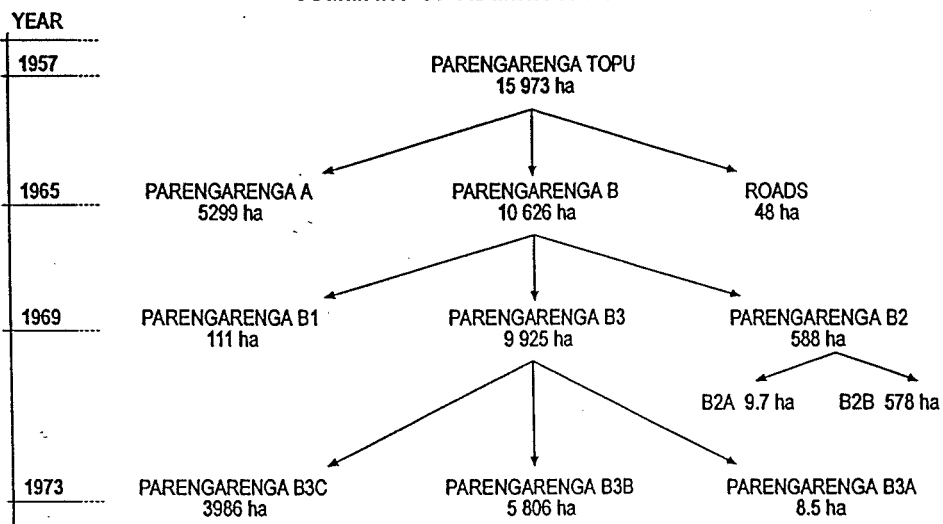 YEAR
1957
PARENGARENGA TOPU
15 973 ha
1965
PARENGARENGA A
5299 ha
PARENGARENGA B
10 626 ha
ROADS
48 ha
1969
PARENGARENGA B1
111 ha
PARENGARENGA B3
9 925 ha
PARENGARENGA B2
588 ha
B2A 9.7 ha
B2B 578 ha
1973
PARENGARENGA B3C
3986 ha
PARENGARENGA B3B
5 806 ha
PARENGARENGA B3A
8.5 ha